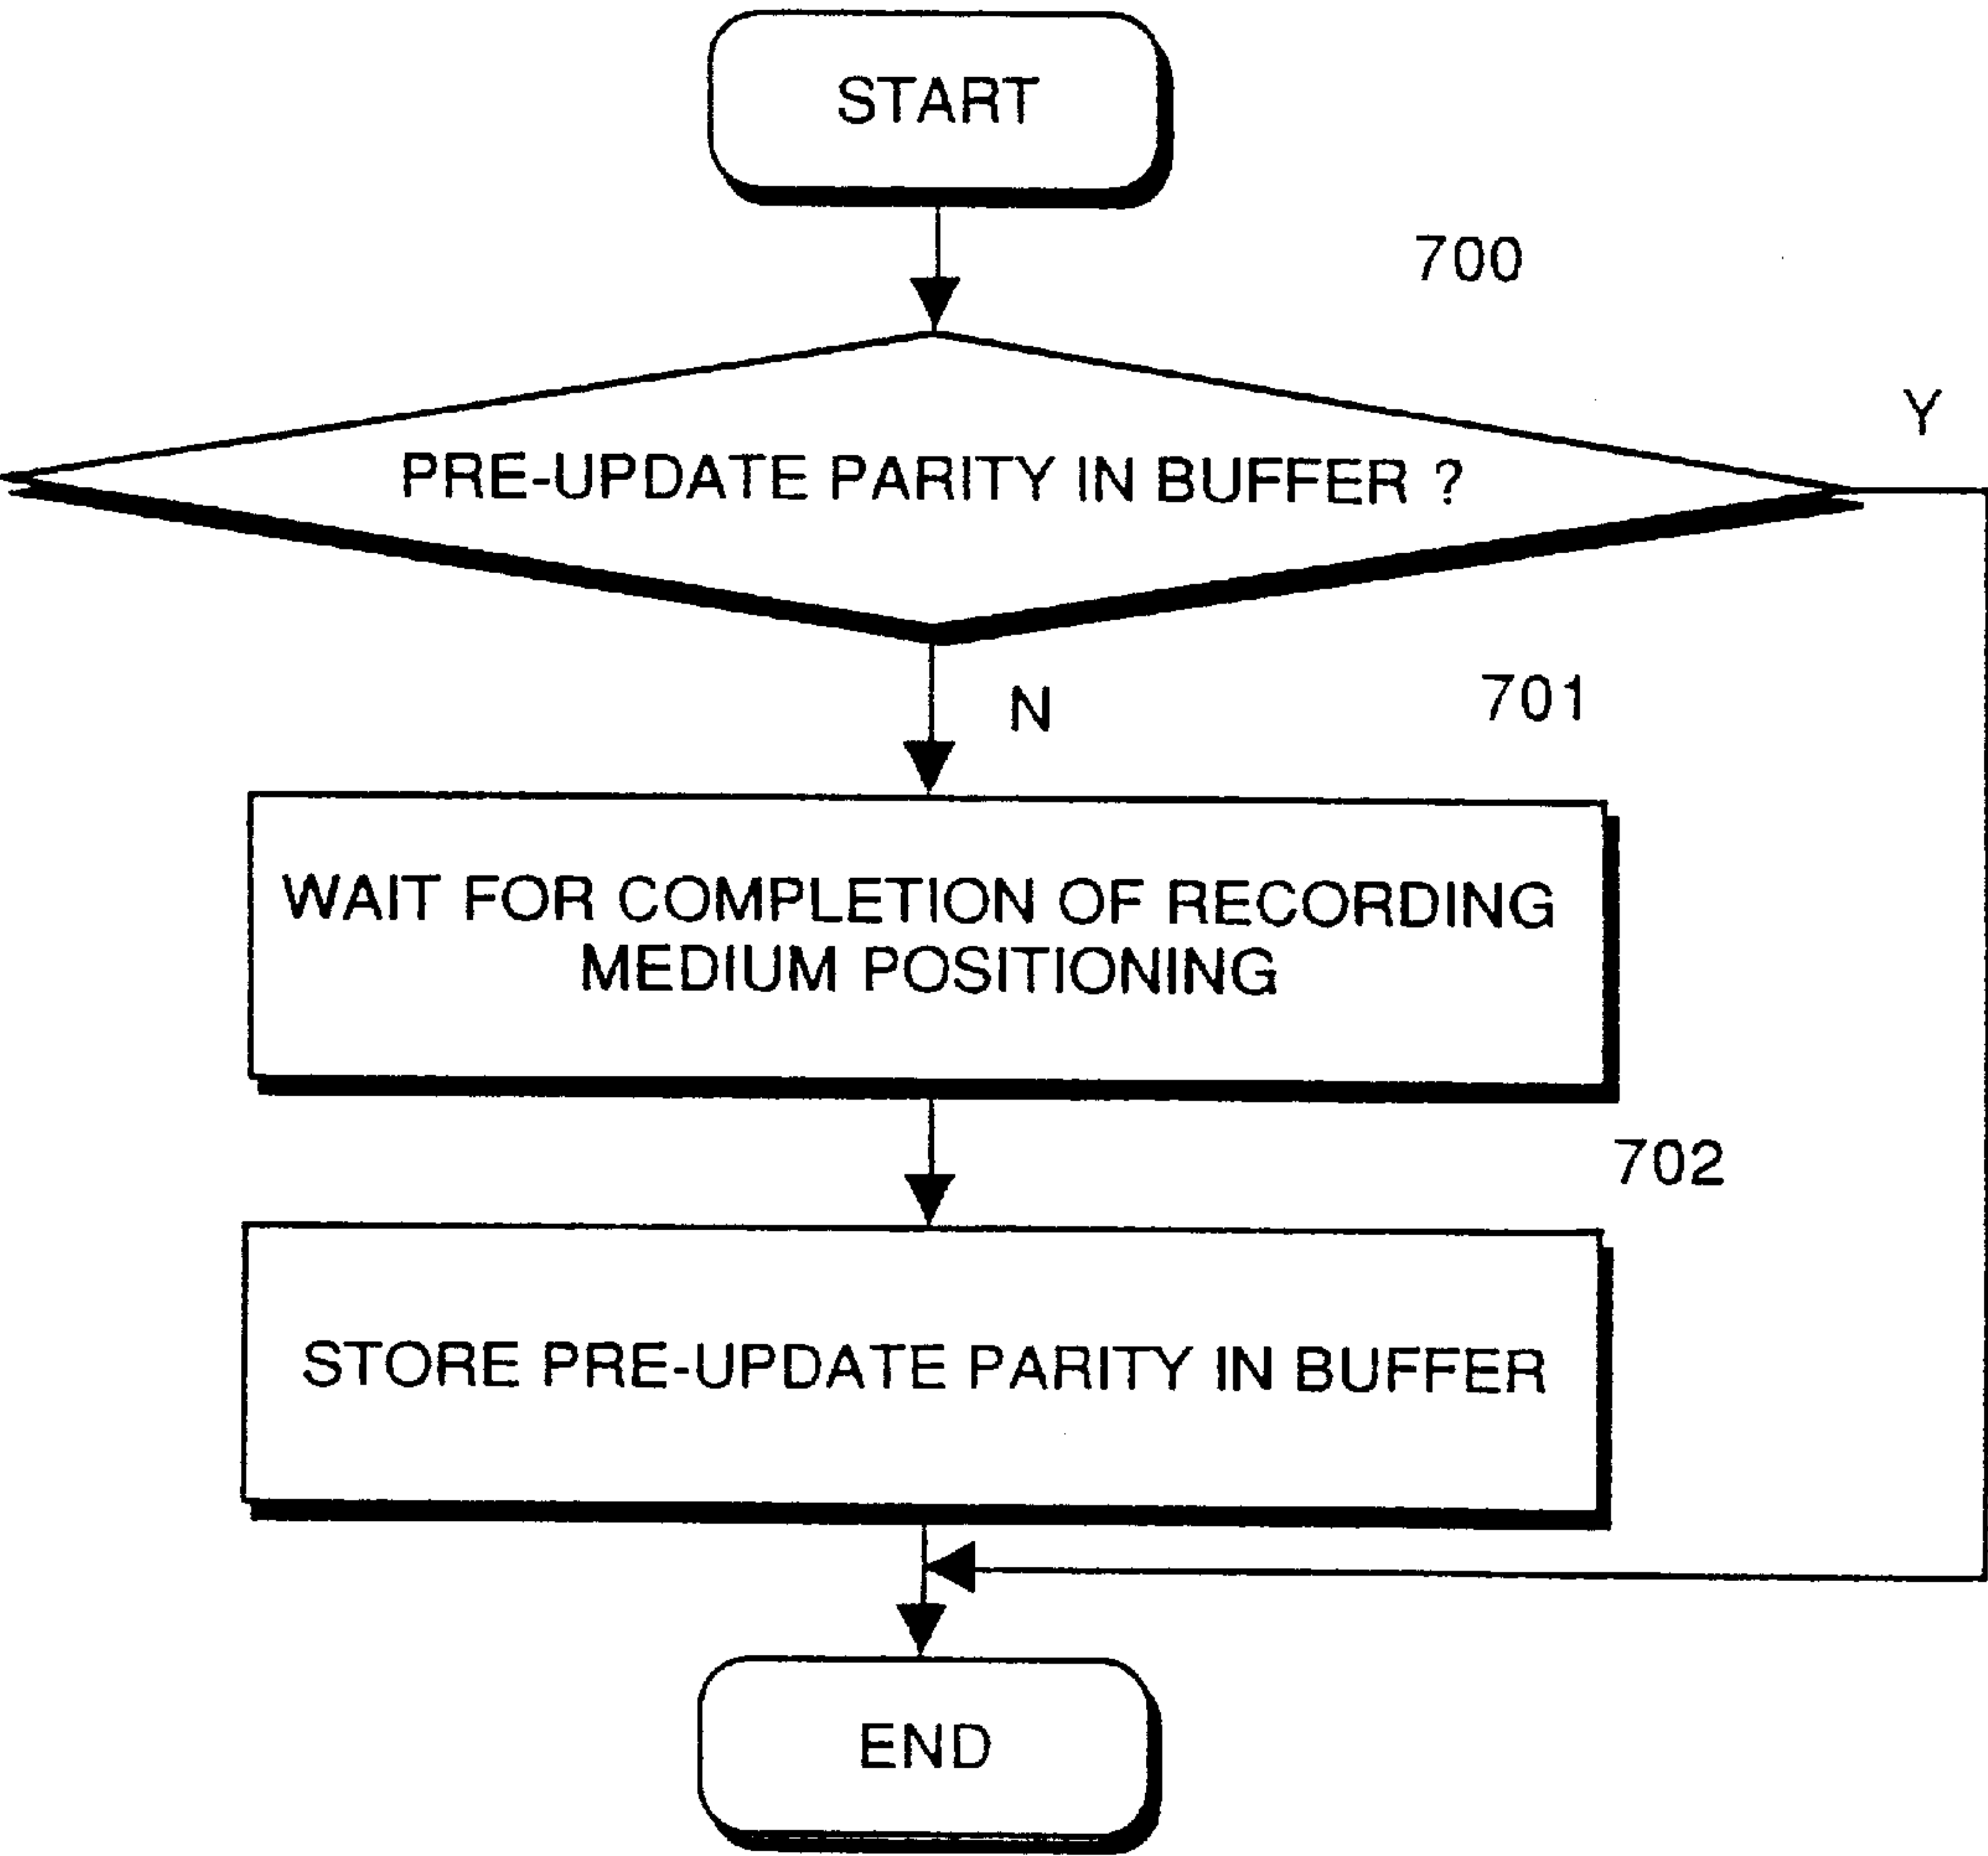 START
700
Y
PRE-UPDATE PARITY IN BUFFER ?
N
701
WAIT FOR COMPLETION OF RECORDING
MEDIUM POSITIONING
702
STORE PRE-UPDATE PARITY IN BUFFER
END